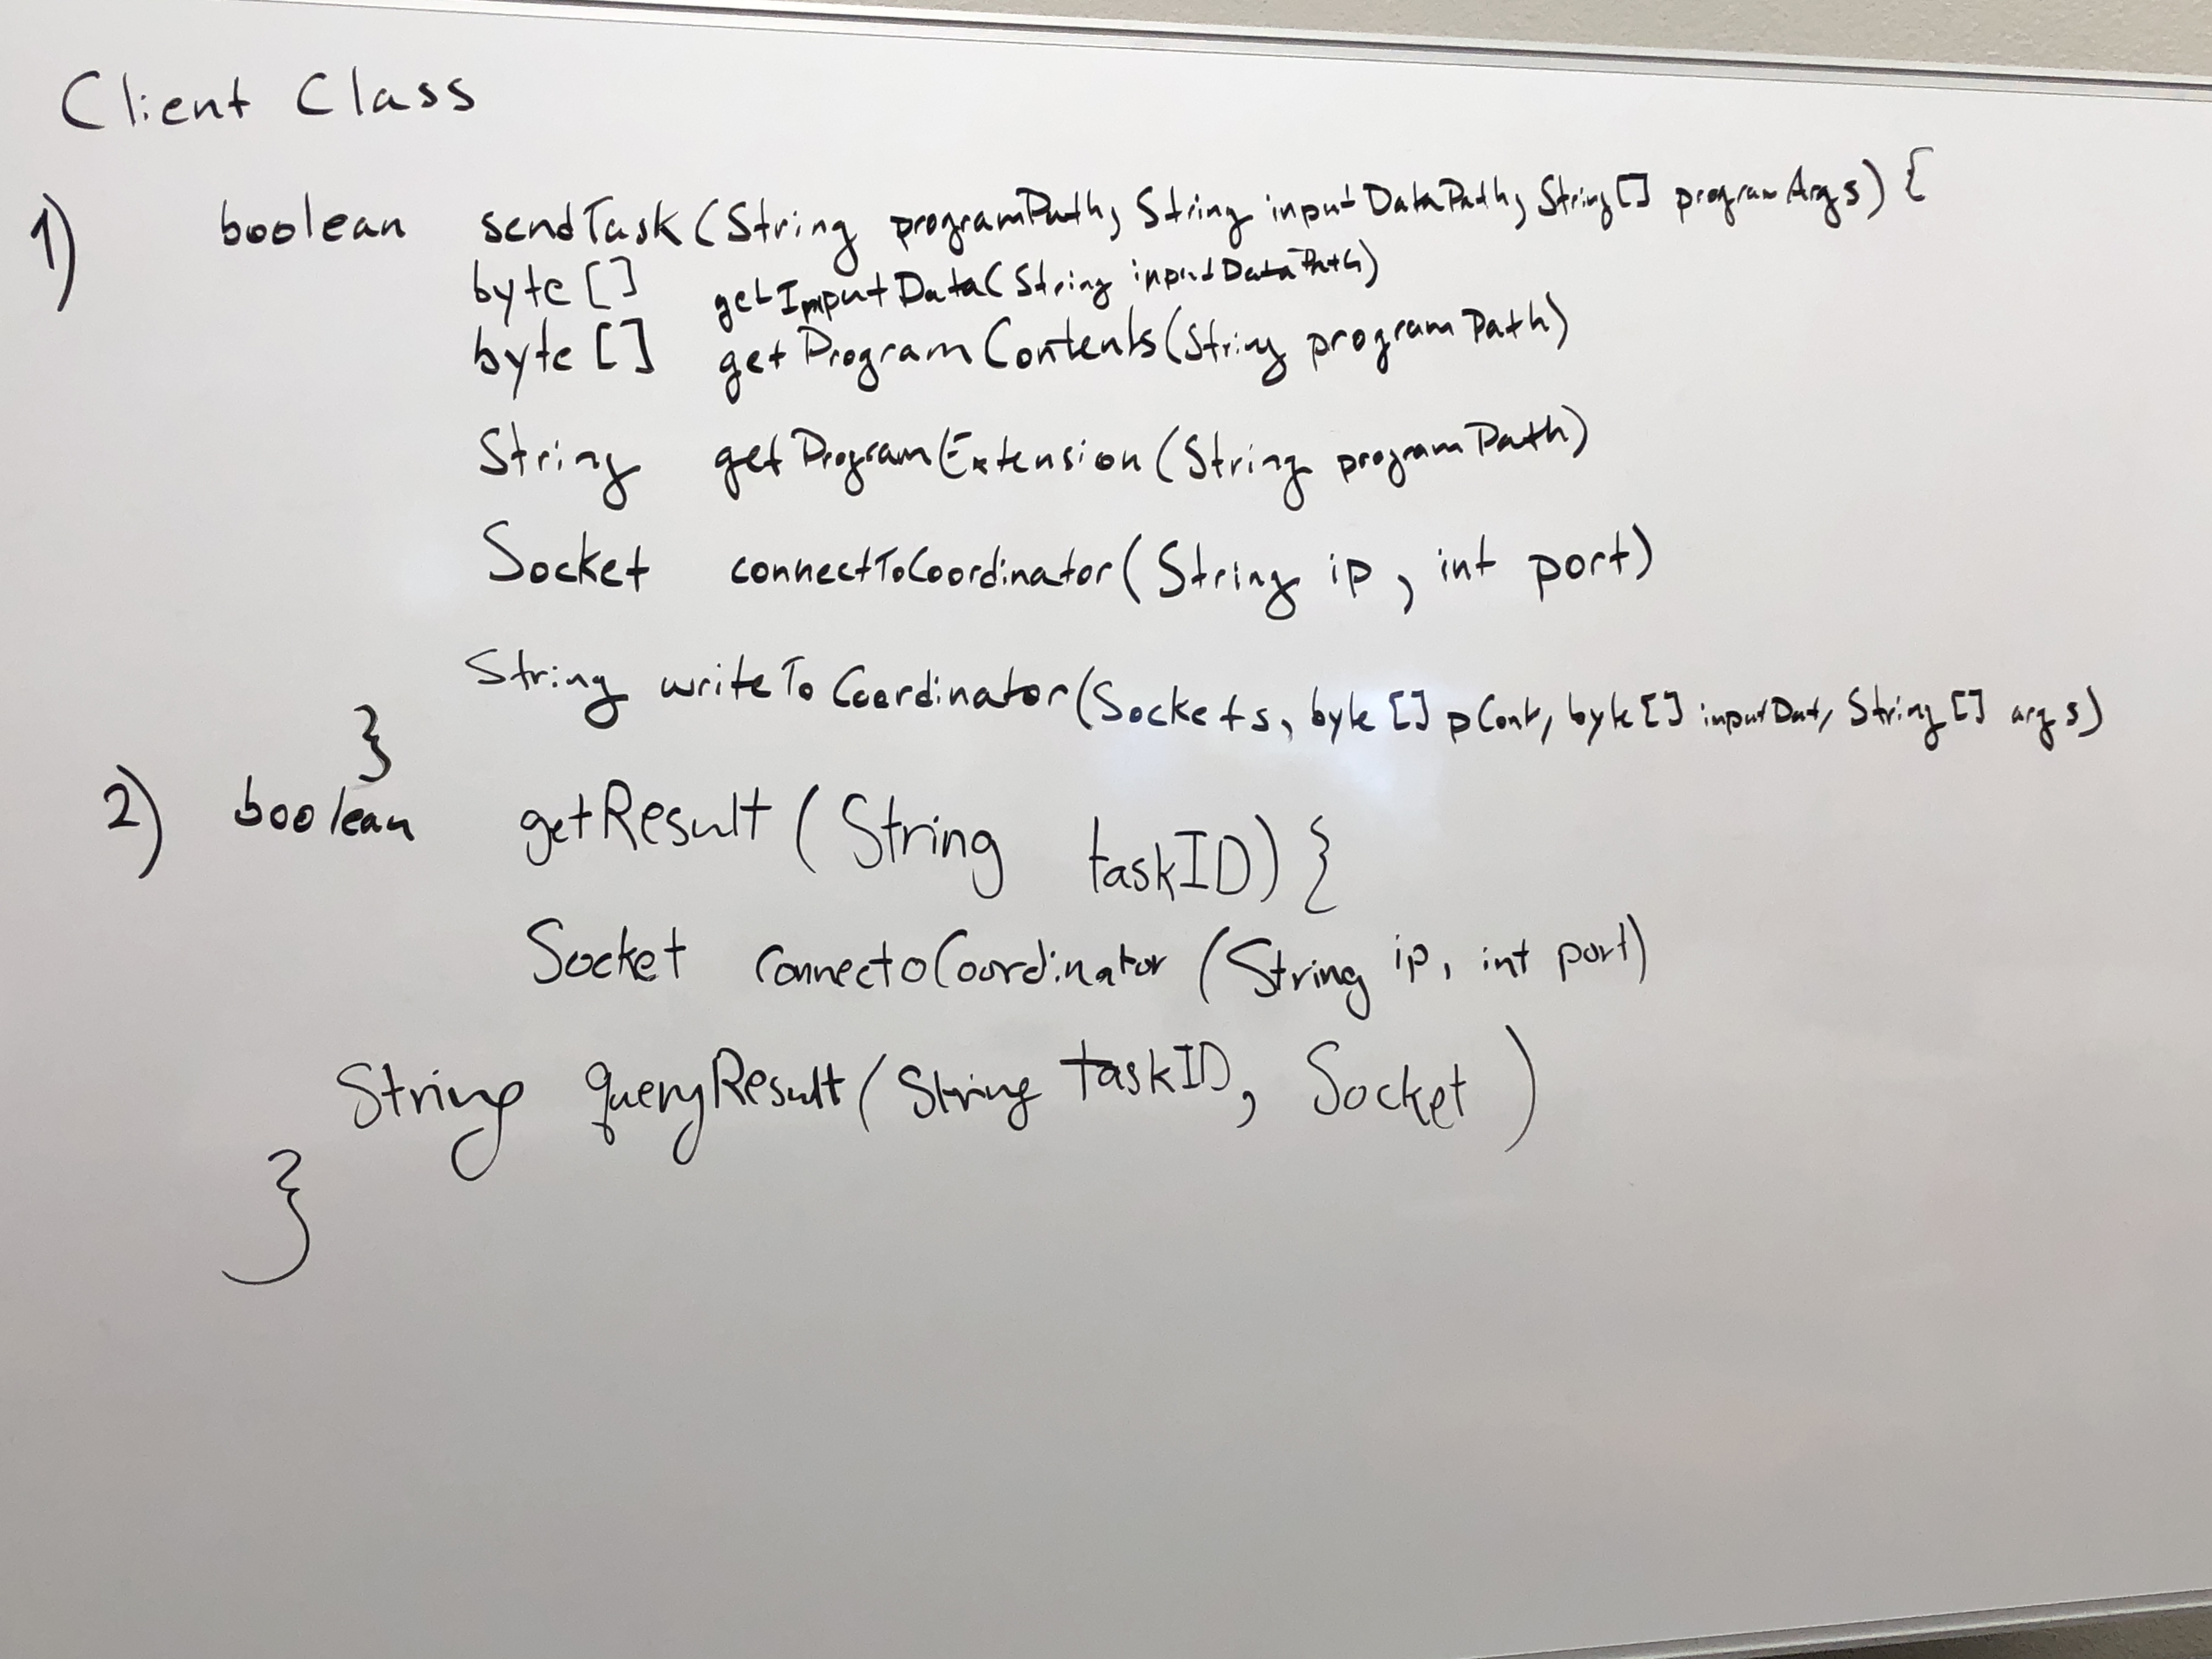 Client Class
1) boolean sendTask(String programPath, String inputDataPath, String[] programArgs) {
byte[] getInputData(String inputDataPath)
byte[] getProgramContents(String programPath)
String getProgramExtension(String programPath)
Socket connectToCoordinator(String ip, int port)
String writeToCoordinator(Socket s, byte[] pCont, byte[] inputDat, String[] args)
}
2) boolean getResult(String taskID) {
Socket connectoCoordinator (String ip, int port)
String queryResult(String taskID, Socket )
}